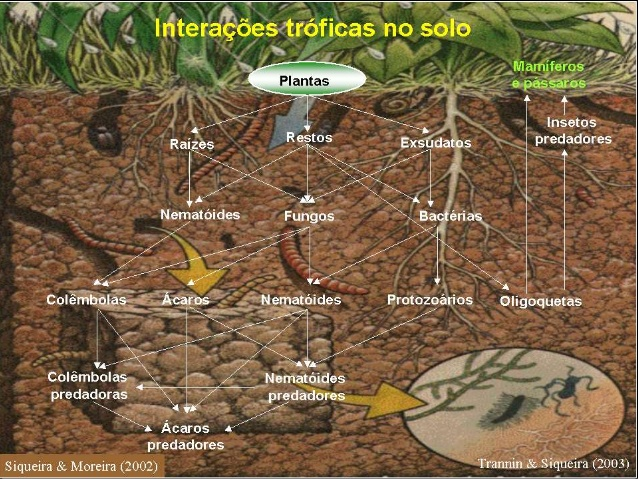 Interações tróficas no solo
Plantas
Mamíferos
e pássaros
Insetos
predadores
Raízes
Restos
Exsudatos
Nematóides
Fungos
Bactérias
Colêmbolas
Ácaros
Nematóides
Protozoários
Oligoquetas
Colêmbolas
predadoras
Nematóides
predadores
Ácaros
predadores
Siqueira & Moreira (2002)
Trannin & Siqueira (2003)